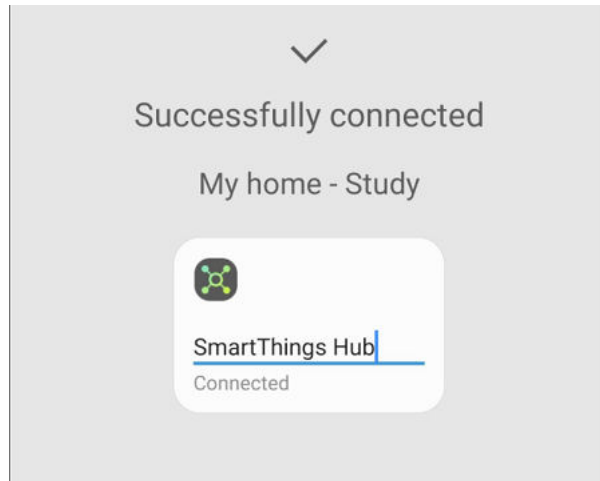 Successfully connected
My home - Study
SmartThings Hub
Connected